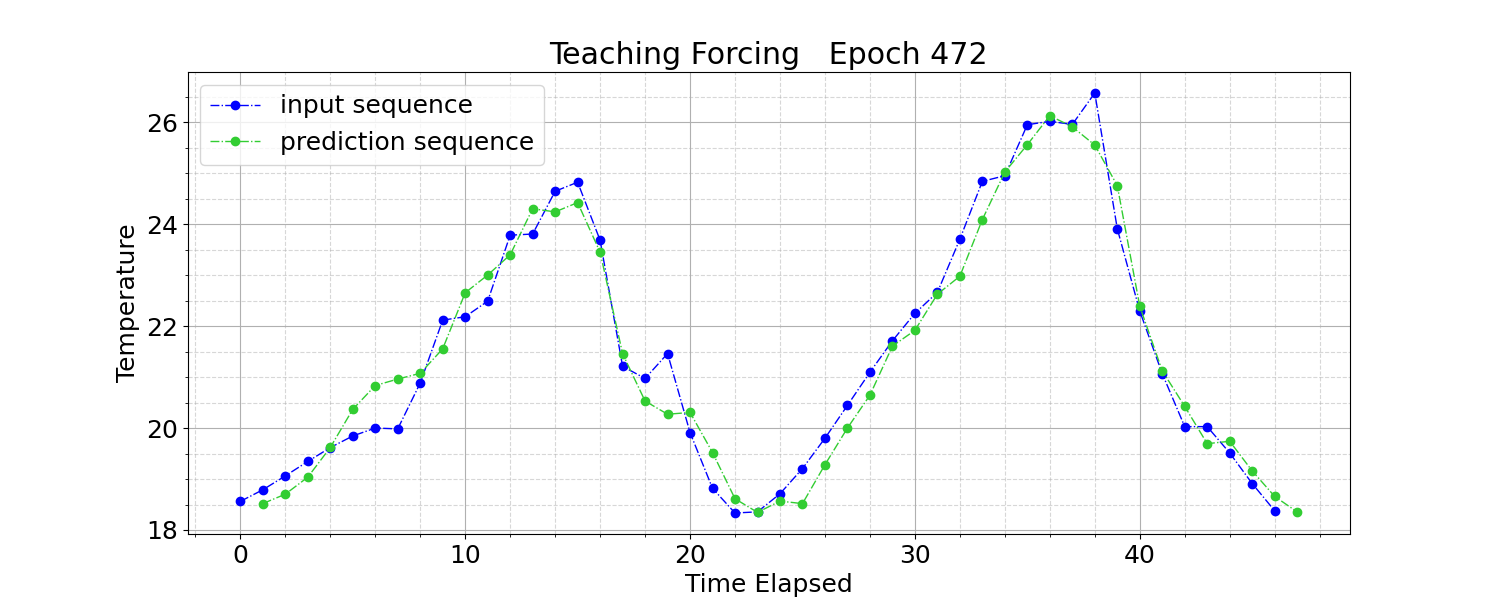 Teaching Forcing   Epoch 472
input sequence
prediction sequence
26
24
22
20
18
Temperature
0 10 20 30 40
Time Elapsed